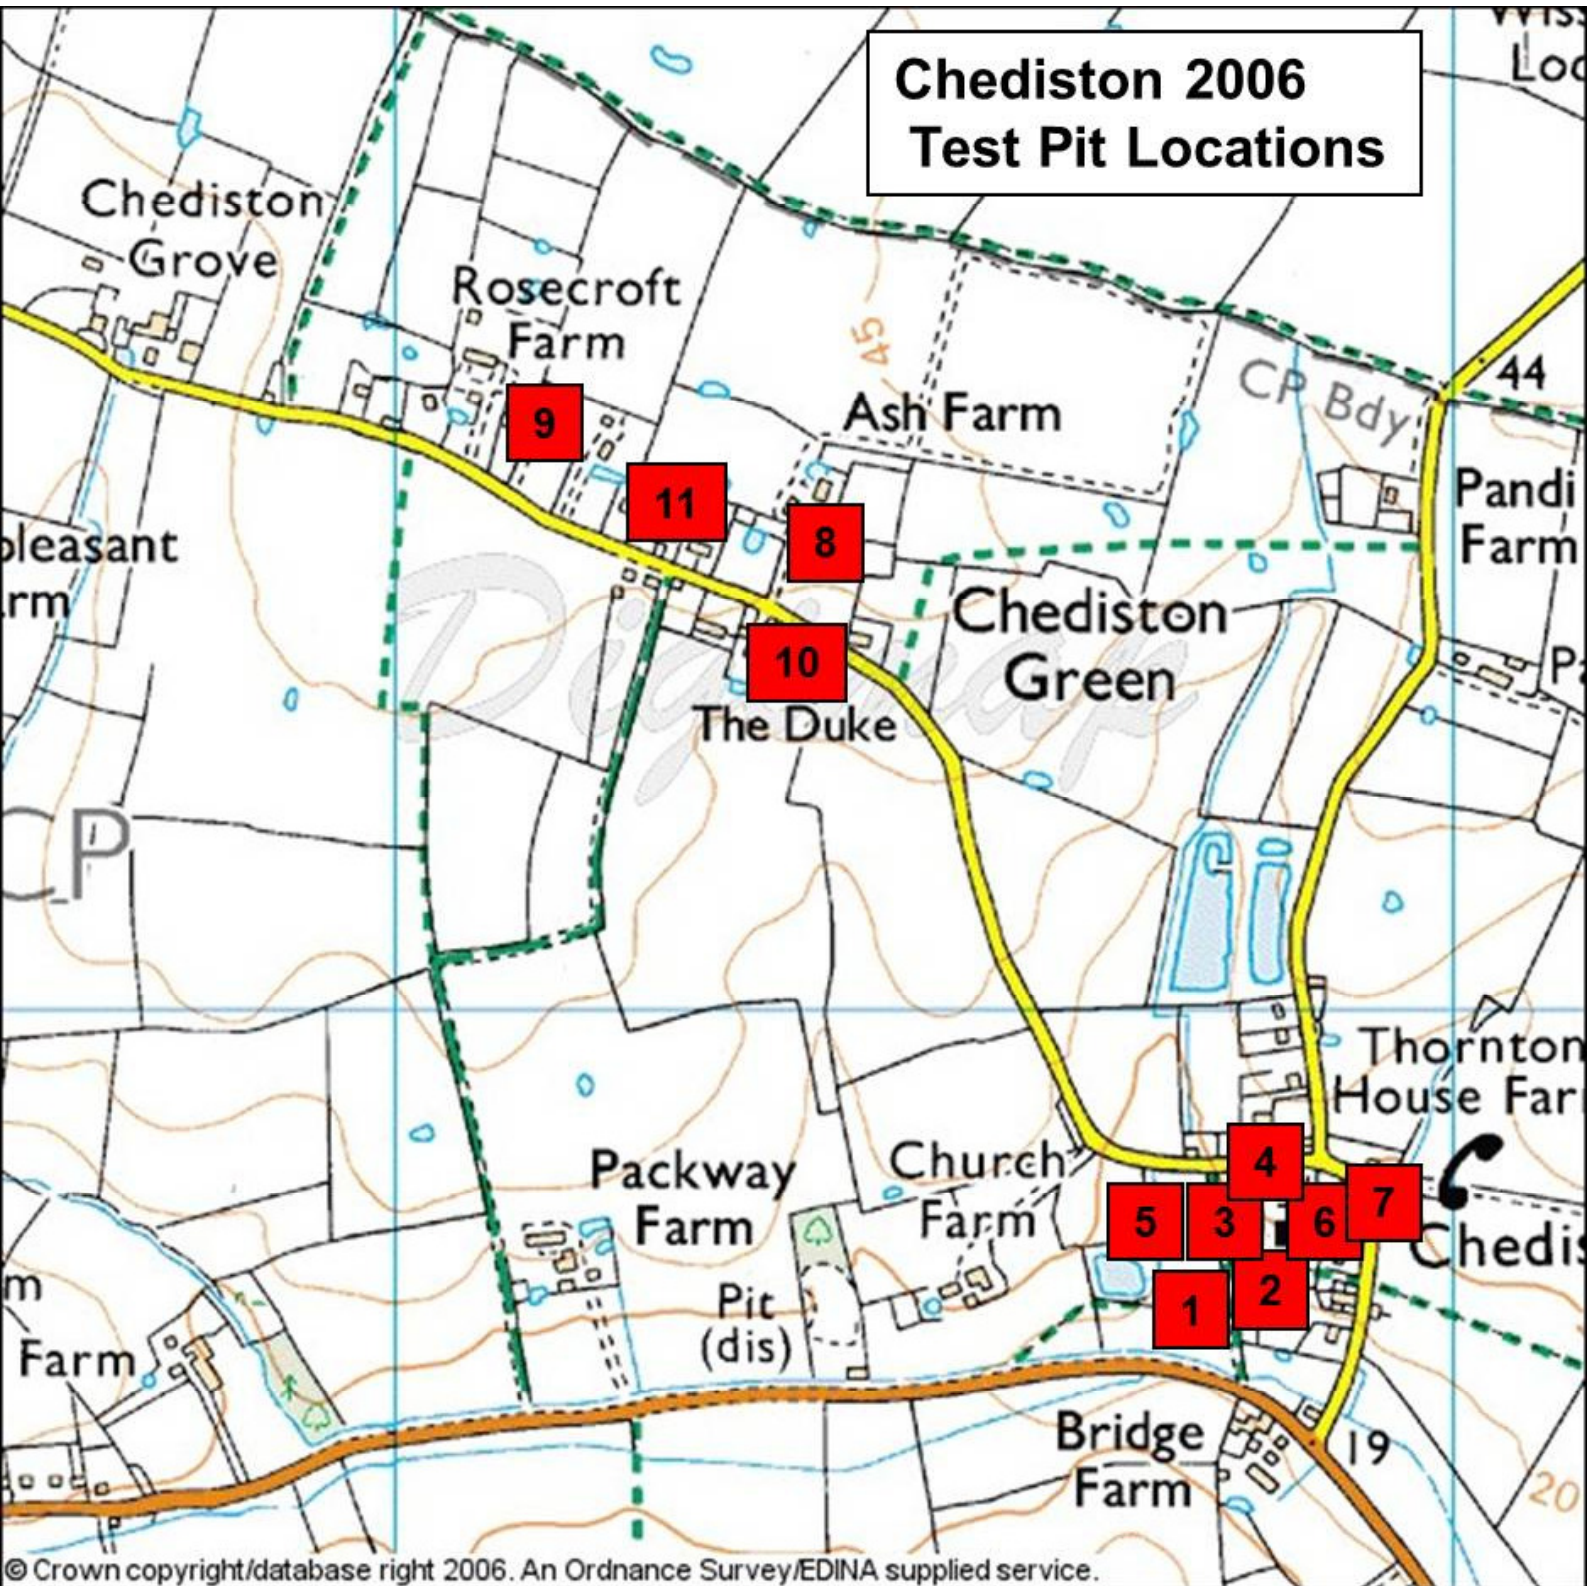 Chediston 2006
Test Pit Locations
Loc
Chediston
Grove
Rosecroft
Farm
45
Ash Farm
CP Bdy
44
9
11
8
Pandi
Farm
pleasant
rm
Chediston
Green
10
The Duke
Digimap
CP
Thornton
House Far
Packway
Farm
Church
Farm
4
5
3
6
7
Chedis
1
2
m
Farm
Pit
(dis)
Bridge
Farm
19
20
© Crown copyright/database right 2006. An Ordnance Survey/EDINA supplied service.